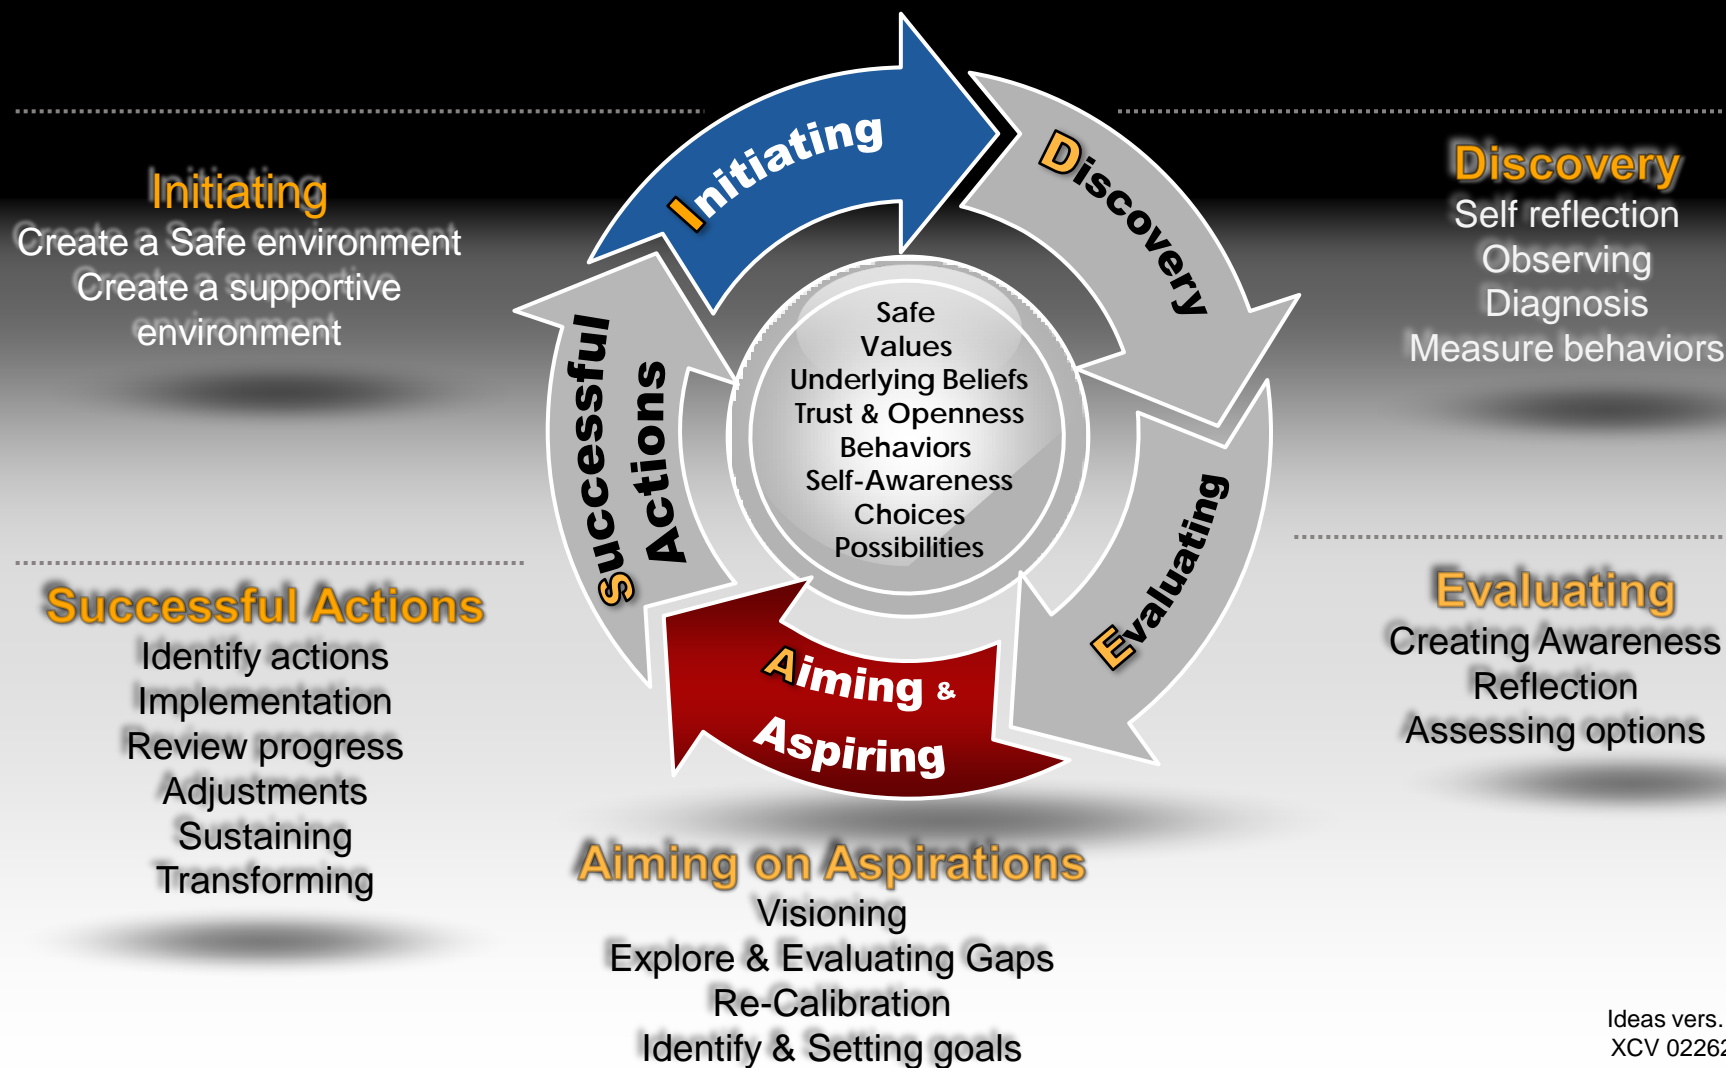 Initiating
Create a Safe environment
Create a supportive
environment
Initiating
Discovery
Evaluating
Aiming &
Aspiring
Successful
Actions
Safe
Values
Underlying Beliefs
Trust & Openness
Behaviors
Self-Awareness
Choices
Possibilities
Discovery
Self reflection
Observing
Diagnosis
Measure behaviors
Evaluating
Creating Awareness
Reflection
Assessing options
Successful Actions
Identify actions
Implementation
Review progress
Adjustments
Sustaining
Transforming
Aiming on Aspirations
Visioning
Explore & Evaluating Gaps
Re-Calibration
Identify & Setting goals
Ideas vers.
XCV 02262